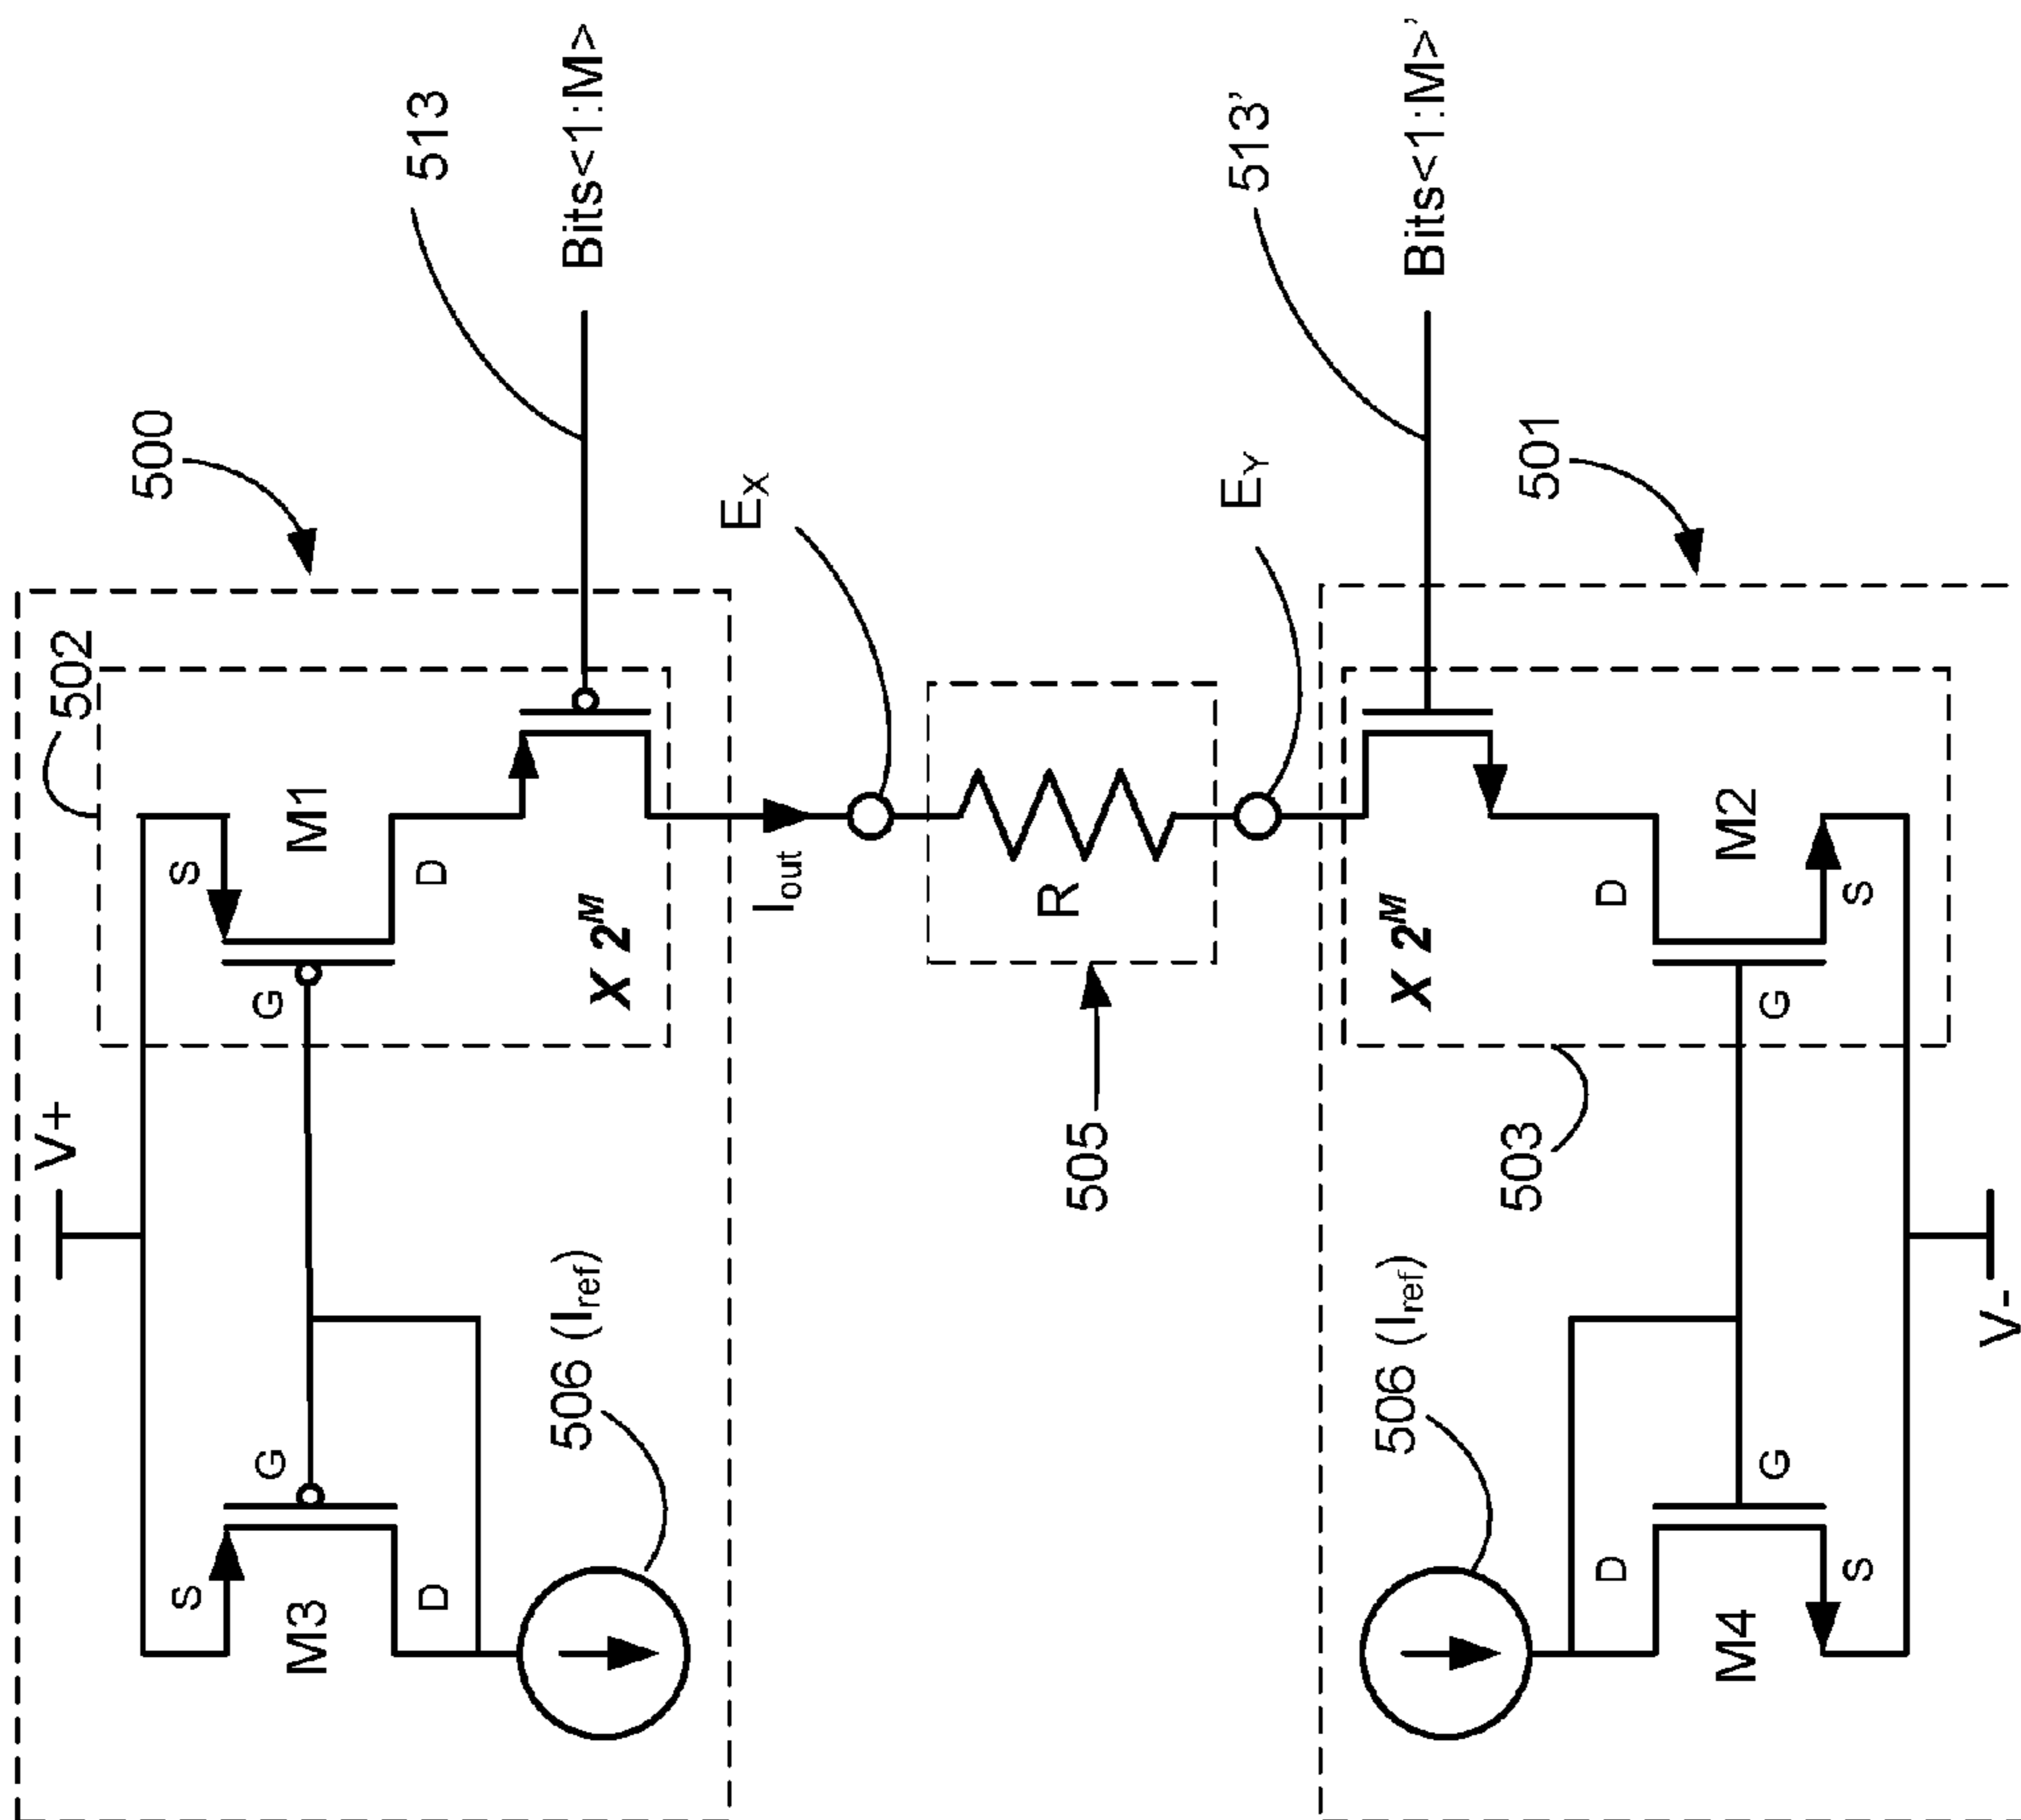 V+
502
500
513
Bits<1:M>
S
M1
G
D
x 2^M
S
G
M3
D
506 (Iref)
Iout
EX
R
505
EY
513’
Bits<1:M>’
501
x 2^M
503
D
M2
G
S
506 (Iref)
D
G
M4
S
V-